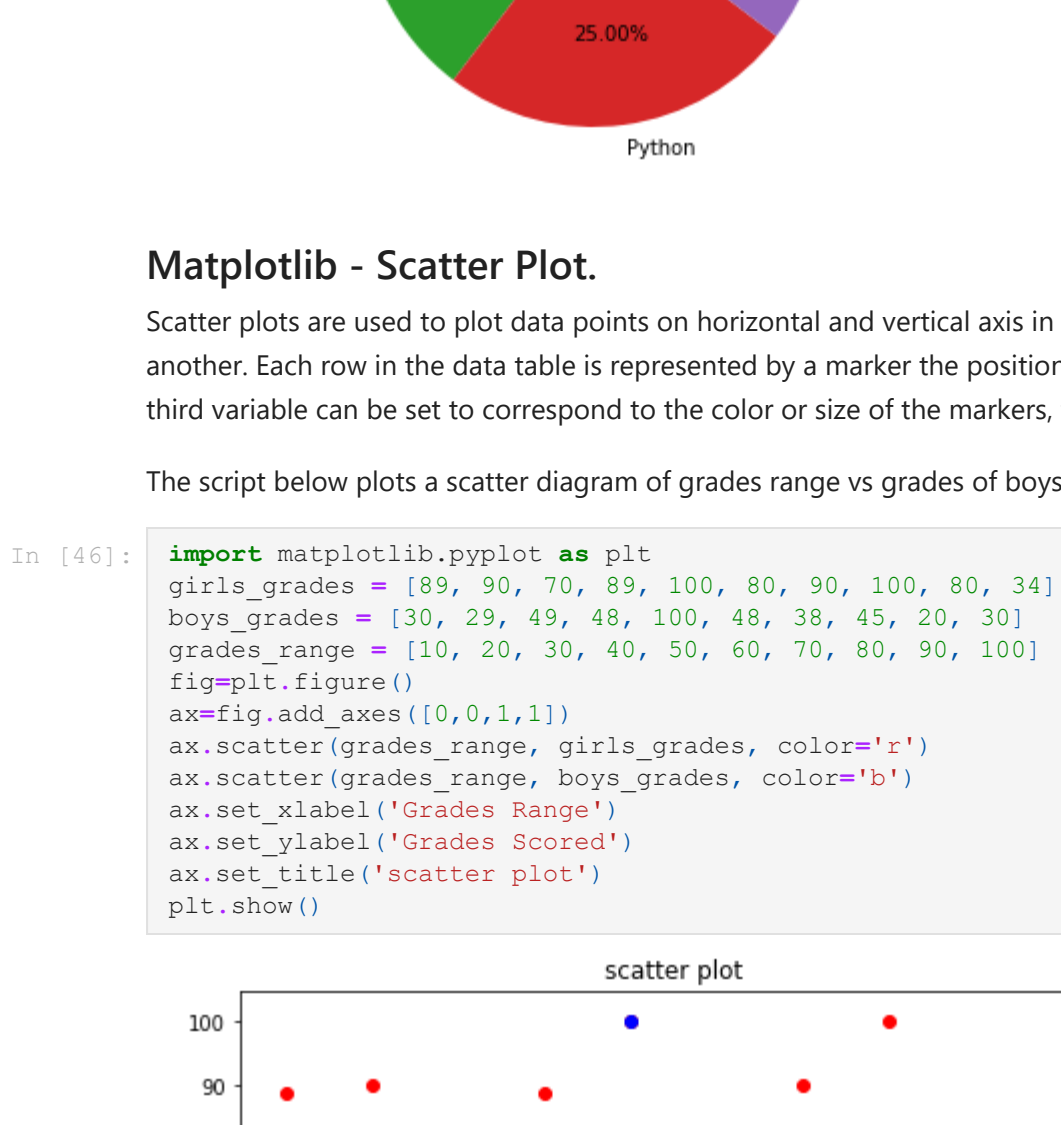 25.00%
Python
Matplotlib - Scatter Plot.
Scatter plots are used to plot data points on horizontal and vertical axis in
another. Each row in the data table is represented by a marker the position
third variable can be set to correspond to the color or size of the markers,
The script below plots a scatter diagram of grades range vs grades of boys
In [46]:
import matplotlib.pyplot as plt
girls_grades = [89, 90, 70, 89, 100, 80, 90, 100, 80, 34]
boys_grades = [30, 29, 49, 48, 100, 48, 38, 45, 20, 30]
grades_range = [10, 20, 30, 40, 50, 60, 70, 80, 90, 100]
fig=plt.figure()
ax=fig.add_axes([0,0,1,1])
ax.scatter(grades_range, girls_grades, color='r')
ax.scatter(grades_range, boys_grades, color='b')
ax.set_xlabel('Grades Range')
ax.set_ylabel('Grades Scored')
ax.set_title('scatter plot')
plt.show()
scatter plot
100
90